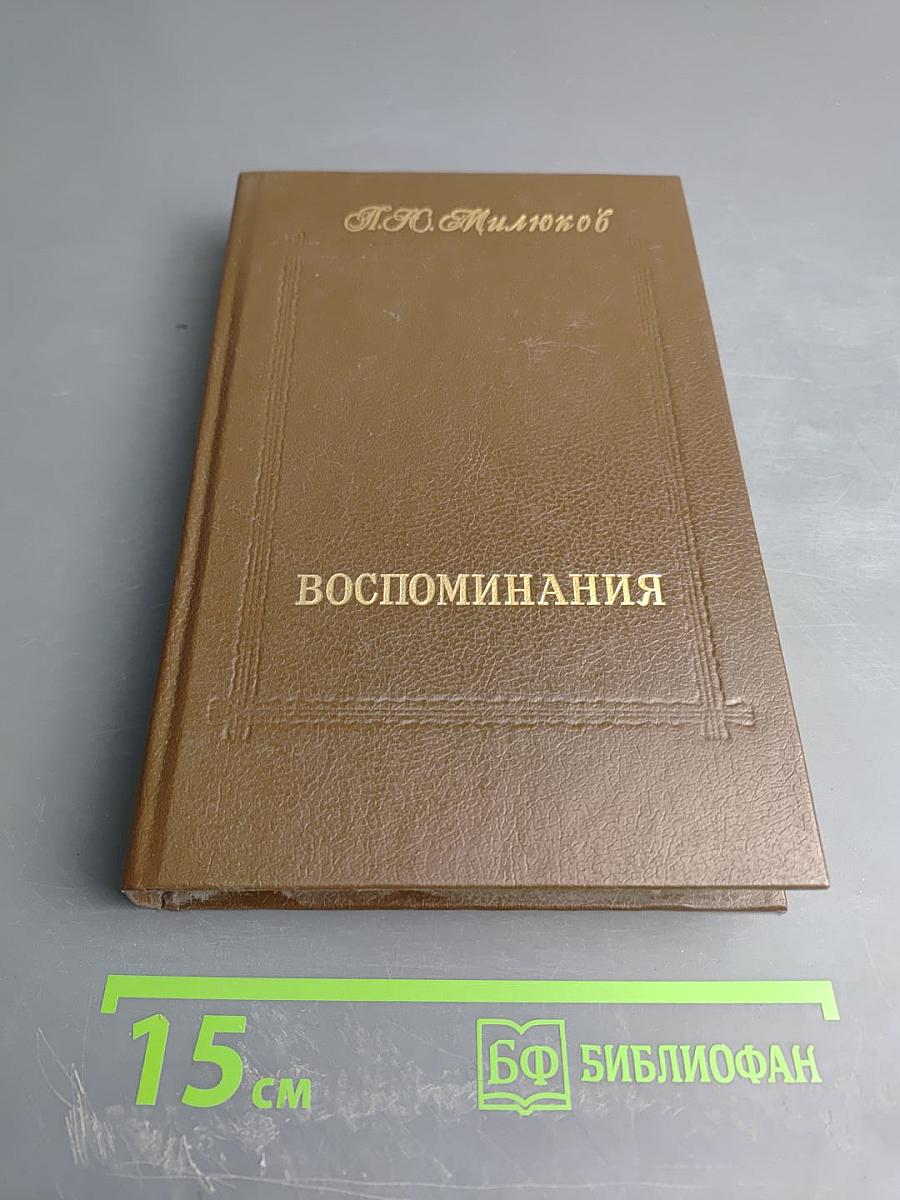 П.Ю.Милюков
ВОСПОМИНАНИЯ
15 см
БФ БИБЛИОФАН